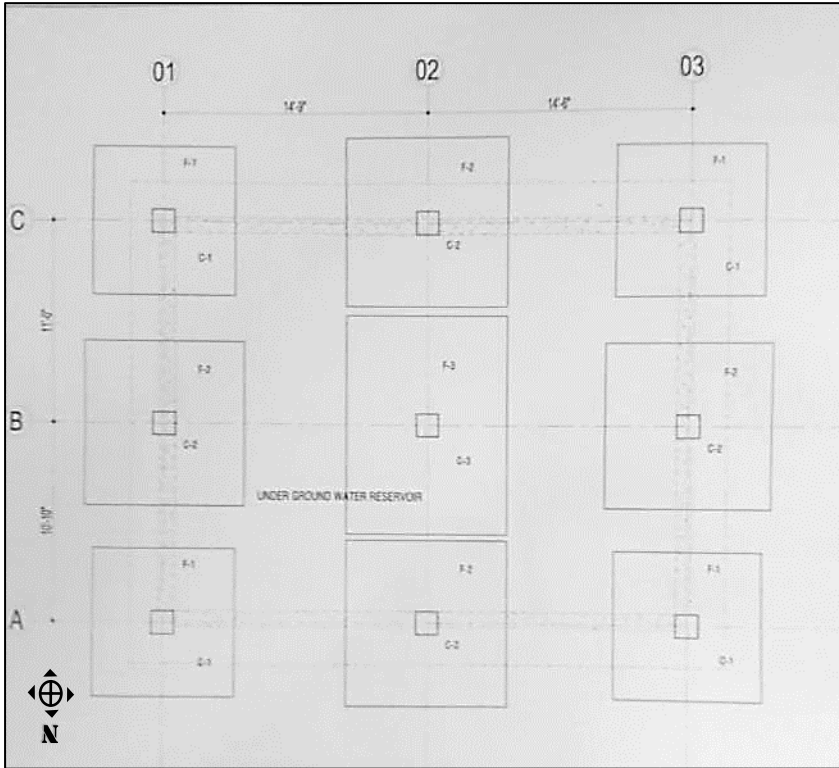 01 02 03
14'-9" 14'-6"
F-1 F-2 F-1
C
C-2
C-1 C-1
11'-0"
F-3
F-2 F-2
B
C-2 C-3 C-2
UNDER GROUND WATER RESERVOIR
10'-10"
F-1 F-2 F-1
A
C-2
C-1 C-1
N